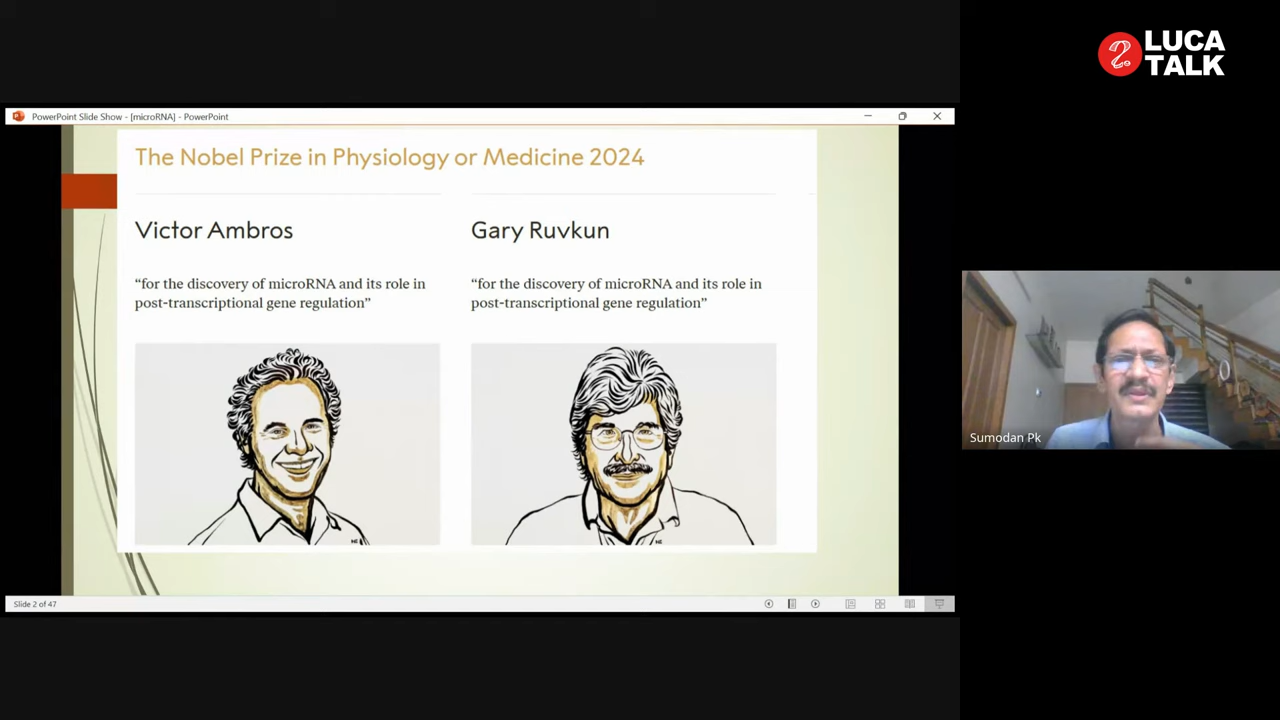 LUCA
TALK
PowerPoint Slide Show - [microRNA] - PowerPoint
The Nobel Prize in Physiology or Medicine 2024
Victor Ambros
“for the discovery of microRNA and its role in
post-transcriptional gene regulation”
Gary Ruvkun
“for the discovery of microRNA and its role in
post-transcriptional gene regulation”
Sumodan Pk
Slide 2 of 47